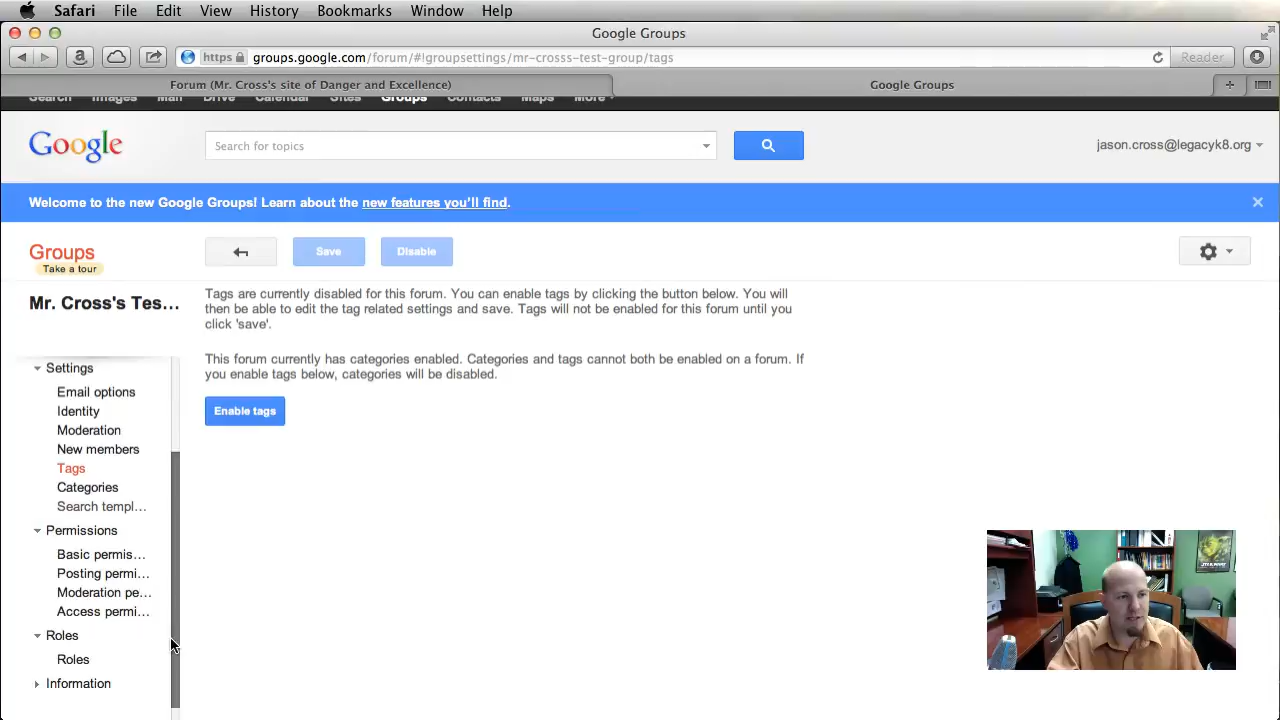 Safari File Edit View History Bookmarks Window Help
Google Groups
https groups.google.com/forum/#!groupsettings/mr-crosss-test-group/tags Reader
Forum (Mr. Cross's site of Danger and Excellence) Google Groups
Search Images Mail Drive Calendar Sites Groups Contacts Maps More
Google Search for topics jason.cross@legacyk8.org
Welcome to the new Google Groups! Learn about the new features you'll find.
Groups Save Disable
Take a tour
Mr. Cross's Tes...
Tags are currently disabled for this forum. You can enable tags by clicking the button below. You will
then be able to edit the tag related settings and save. Tags will not be enabled for this forum until you
click 'save'.
This forum currently has categories enabled. Categories and tags cannot both be enabled on a forum. If
you enable tags below, categories will be disabled.
Enable tags
Settings
Email options
Identity
Moderation
New members
Tags
Categories
Search templ...
Permissions
Basic permis...
Posting permi...
Moderation pe...
Access permi...
Roles
Roles
Information